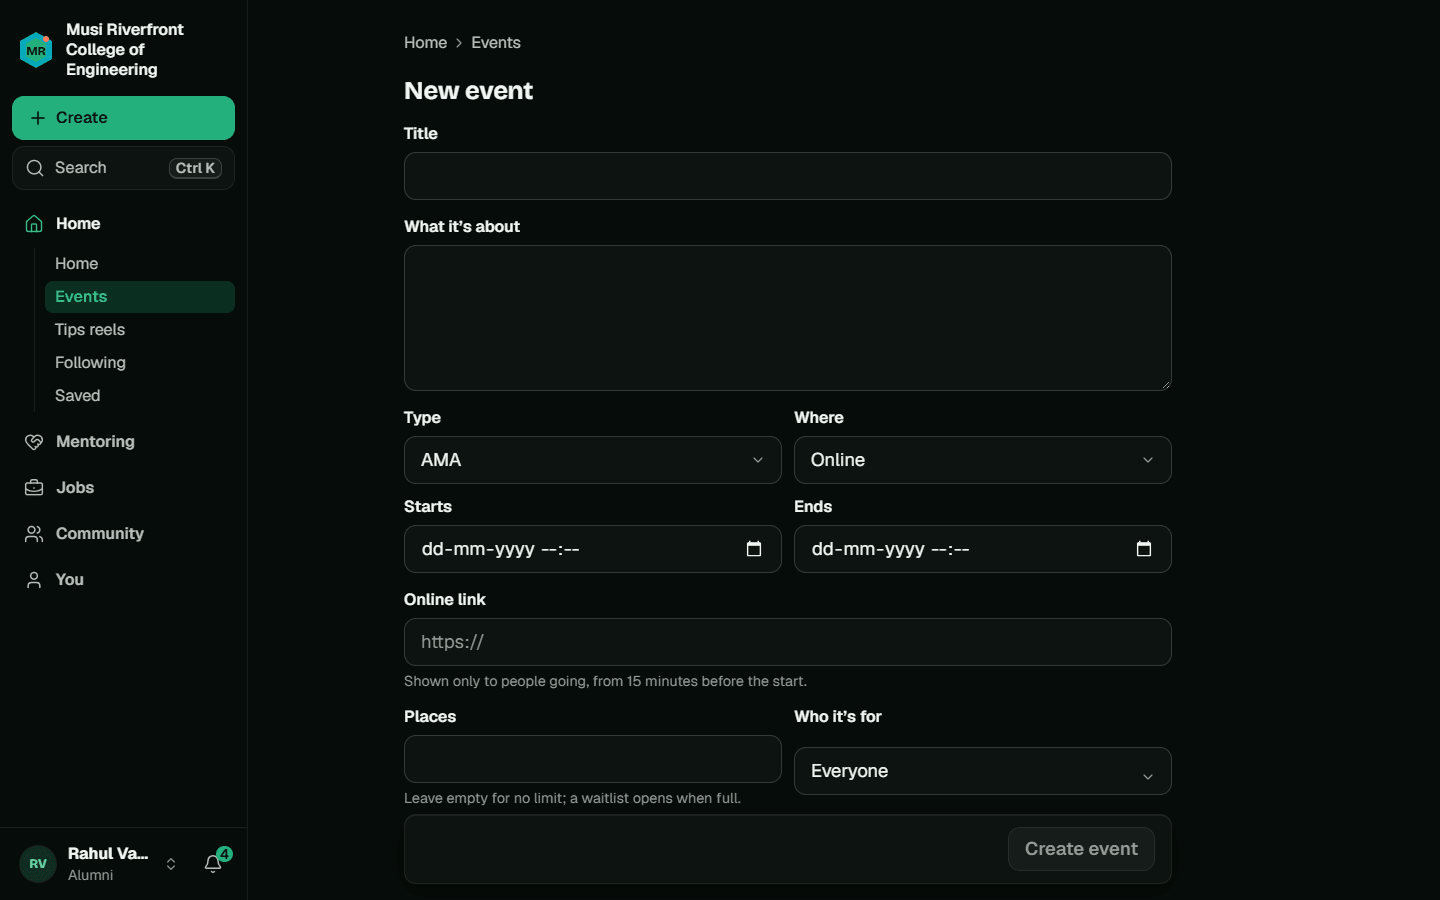 Musi Riverfront
College of
Engineering
MR
Create
Search
Ctrl K
Home
Home
Events
Tips reels
Following
Saved
Mentoring
Jobs
Community
You
RV
Rahul Va...
Alumni
4
Home > Events
New event
Title
What it's about
Type
Where
AMA
Online
Starts
Ends
dd-mm-yyyy --:--
dd-mm-yyyy --:--
Online link
https://
Shown only to people going, from 15 minutes before the start.
Places
Who it's for
Everyone
Leave empty for no limit; a waitlist opens when full.
Create event